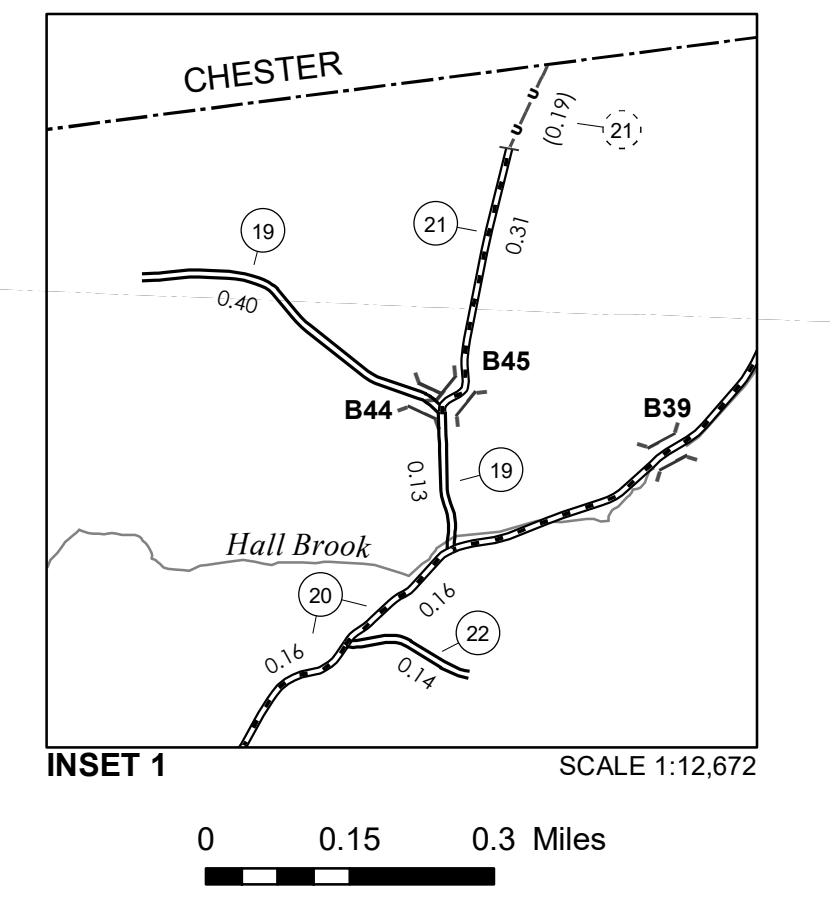 CHESTER
U
U
(0.19)
21
21
0.31
19
0.40
B45
B44
B39
0.13
19
Hall Brook
20
0.16
22
0.16
0.14
INSET 1
SCALE 1:12,672
0 0.15 0.3 Miles